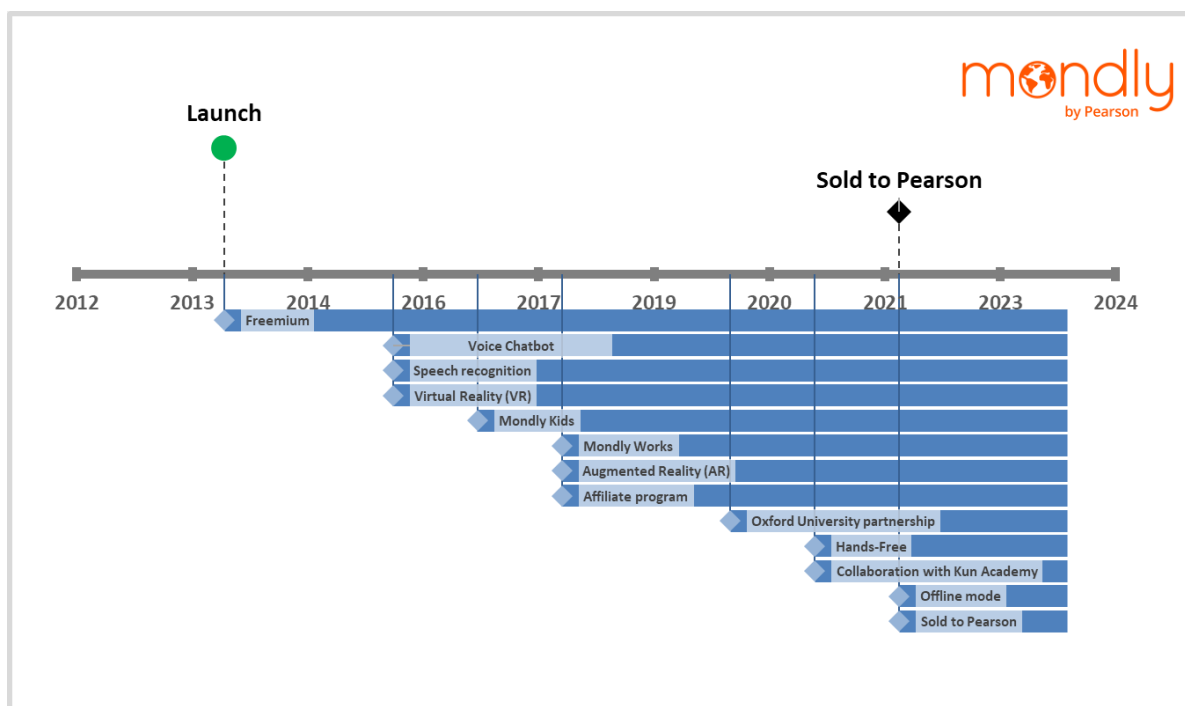 mondly
by Pearson
Launch
Sold to Pearson
2012 2013 2014 2016 2017 2019 2020 2021 2023 2024
Freemium
Voice Chatbot
Speech recognition
Virtual Reality (VR)
Mondly Kids
Mondly Works
Augmented Reality (AR)
Affiliate program
Oxford University partnership
Hands-Free
Collaboration with Kun Academy
Offline mode
Sold to Pearson